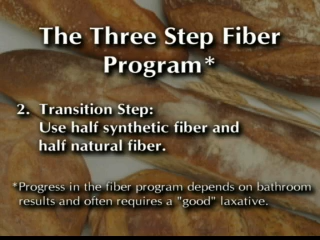 The Three Step Fiber
Program*
2. Transition Step:
Use half synthetic fiber and
half natural fiber.
*Progress in the fiber program depends on bathroom
results and often requires a "good" laxative.